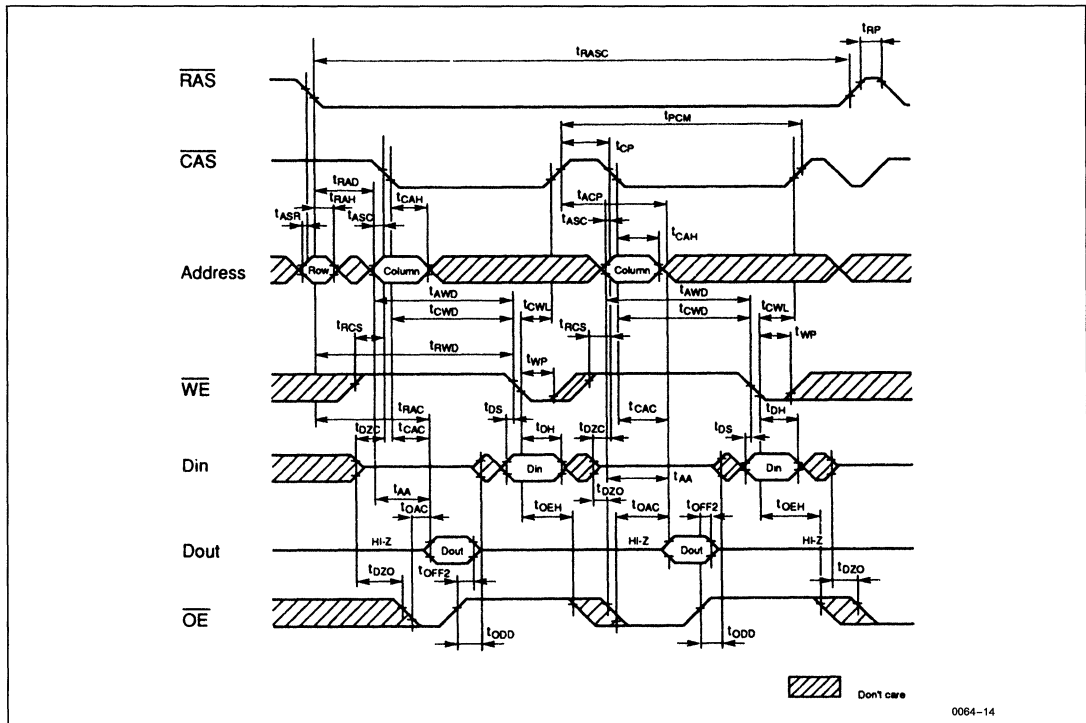 tRP
tRASC
RAS
tPCM
tCP
CAS
tRAD
tRAH
tCAH
tACP
tASR
tASC
tASC
tCAH
Address
Row
Column
Column
tAWD
tAWD
tCWD
tCWL
tCWD
tCWL
tRCS
tRCS
tWP
tRWD
tWP
WE
tRAC
tCAC
tDS
tDH
tDZC
tCAC
tDH
tDZC
tDS
Din
Din
Din
tAA
tDZO
tAA
tOAC
tOEH
tOAC
tOFF2
tOEH
Dout
HI-Z
Dout
HI-Z
Dout
HI-Z
tDZO
tOFF2
tDZO
OE
tODD
tODD
Don't care
0064-14